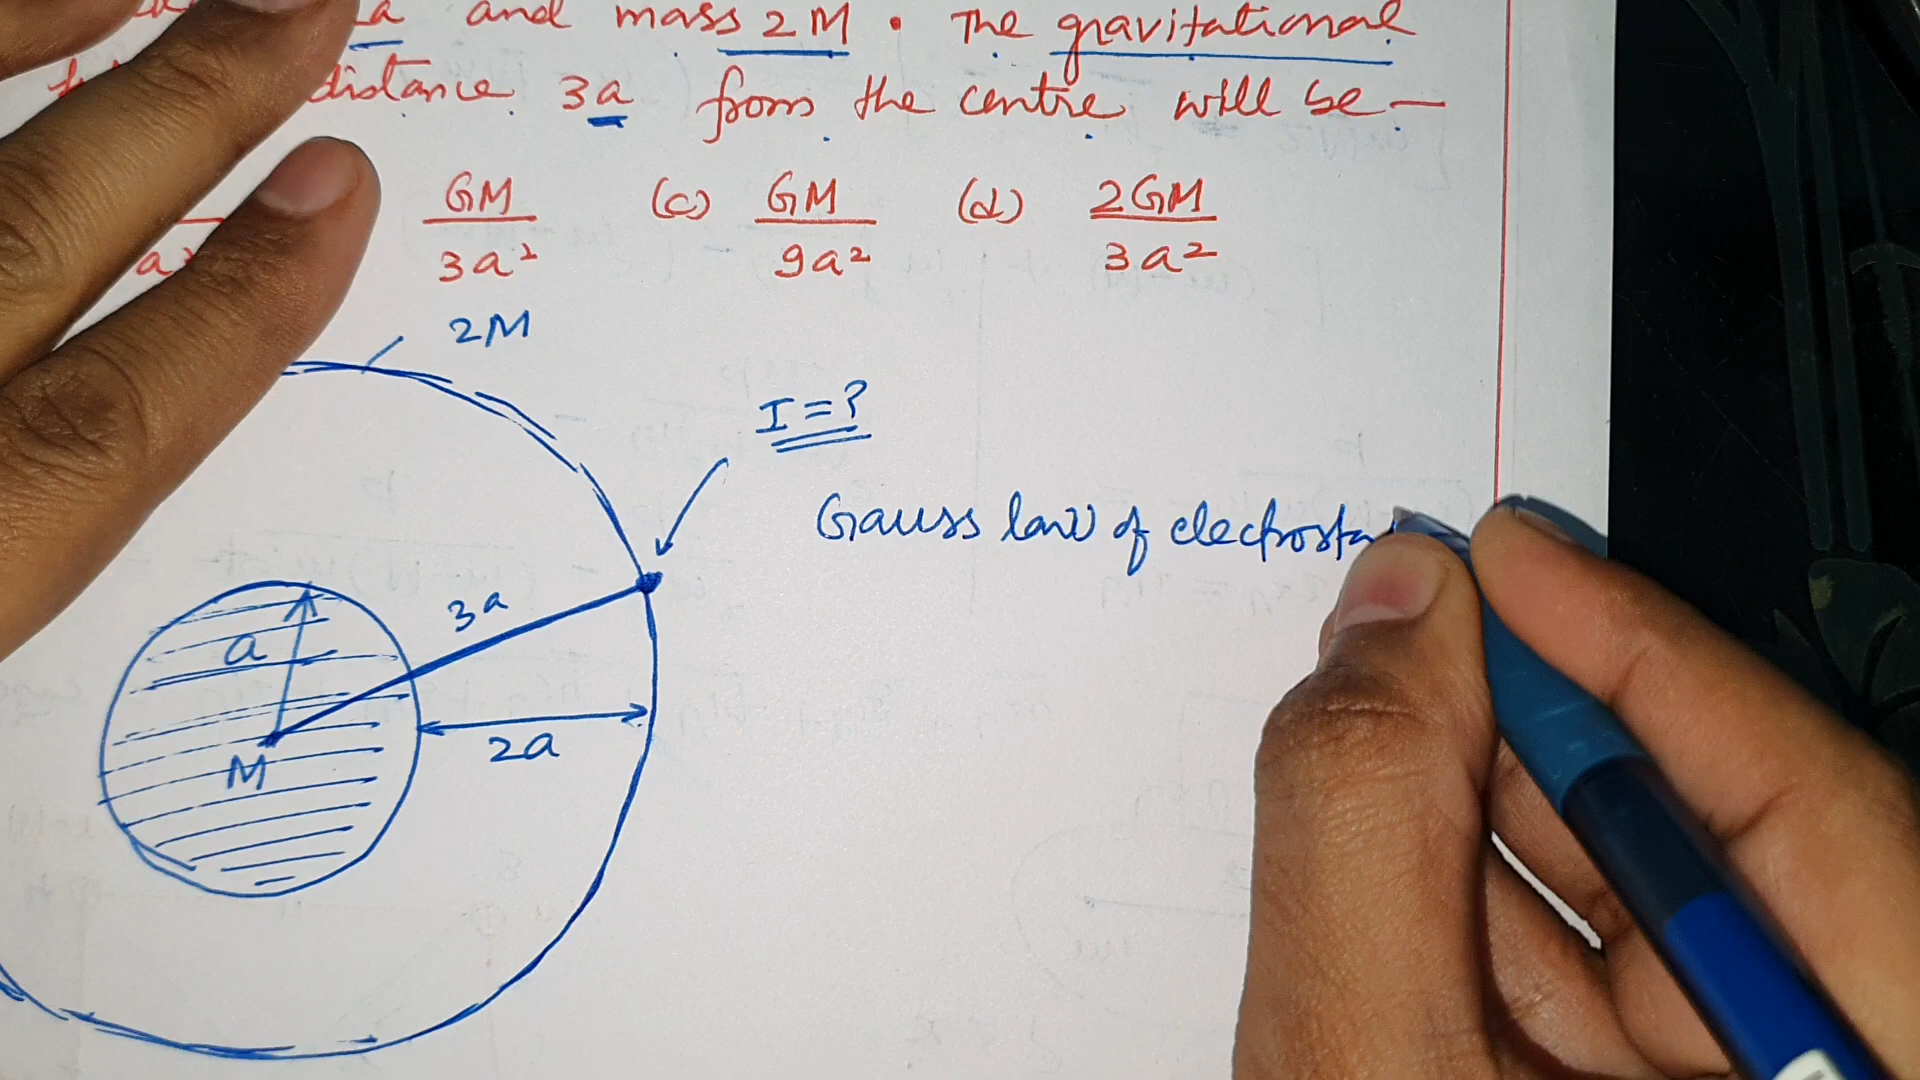 a and mass 2M. The gravitational
distance 3a from the centre will be —
GM/3a² (c) GM/9a² (d) 2GM/3a²
2M
I = ?
Gauss law of
3a
a
2a
M